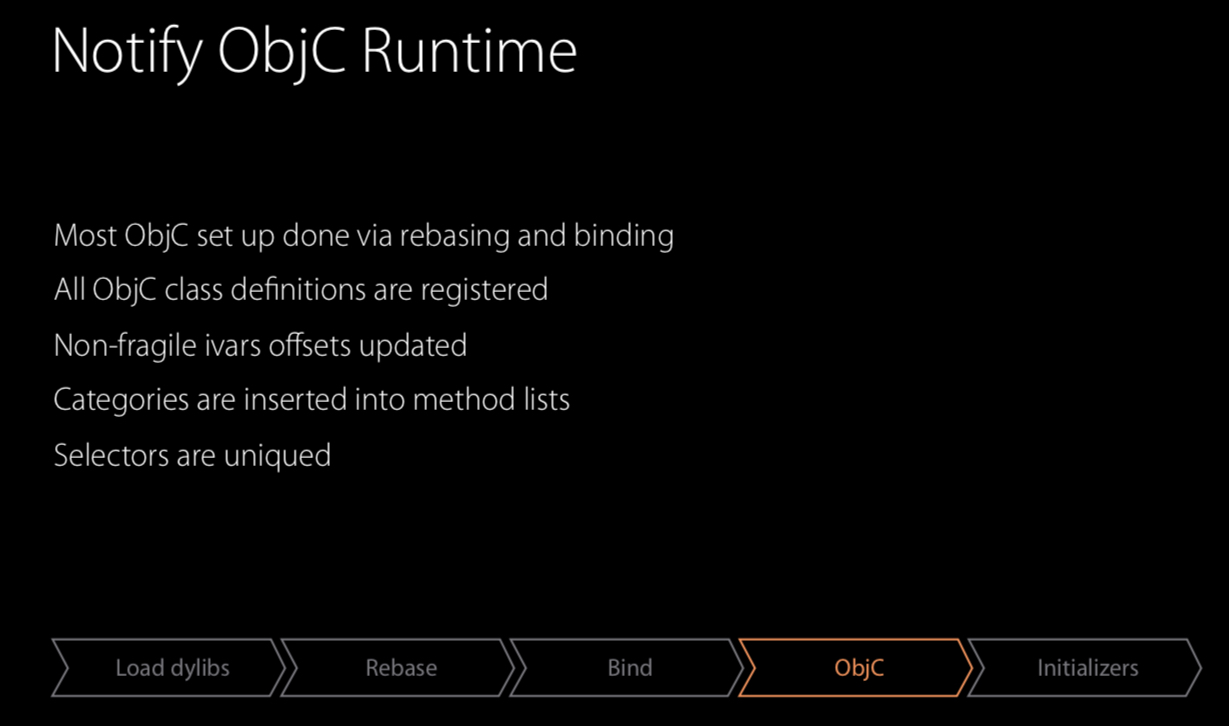 Notify ObjC Runtime
Most ObjC set up done via rebasing and binding
All ObjC class definitions are registered
Non-fragile ivars offsets updated
Categories are inserted into method lists
Selectors are uniqued
Load dylibs
Rebase
Bind
ObjC
Initializers